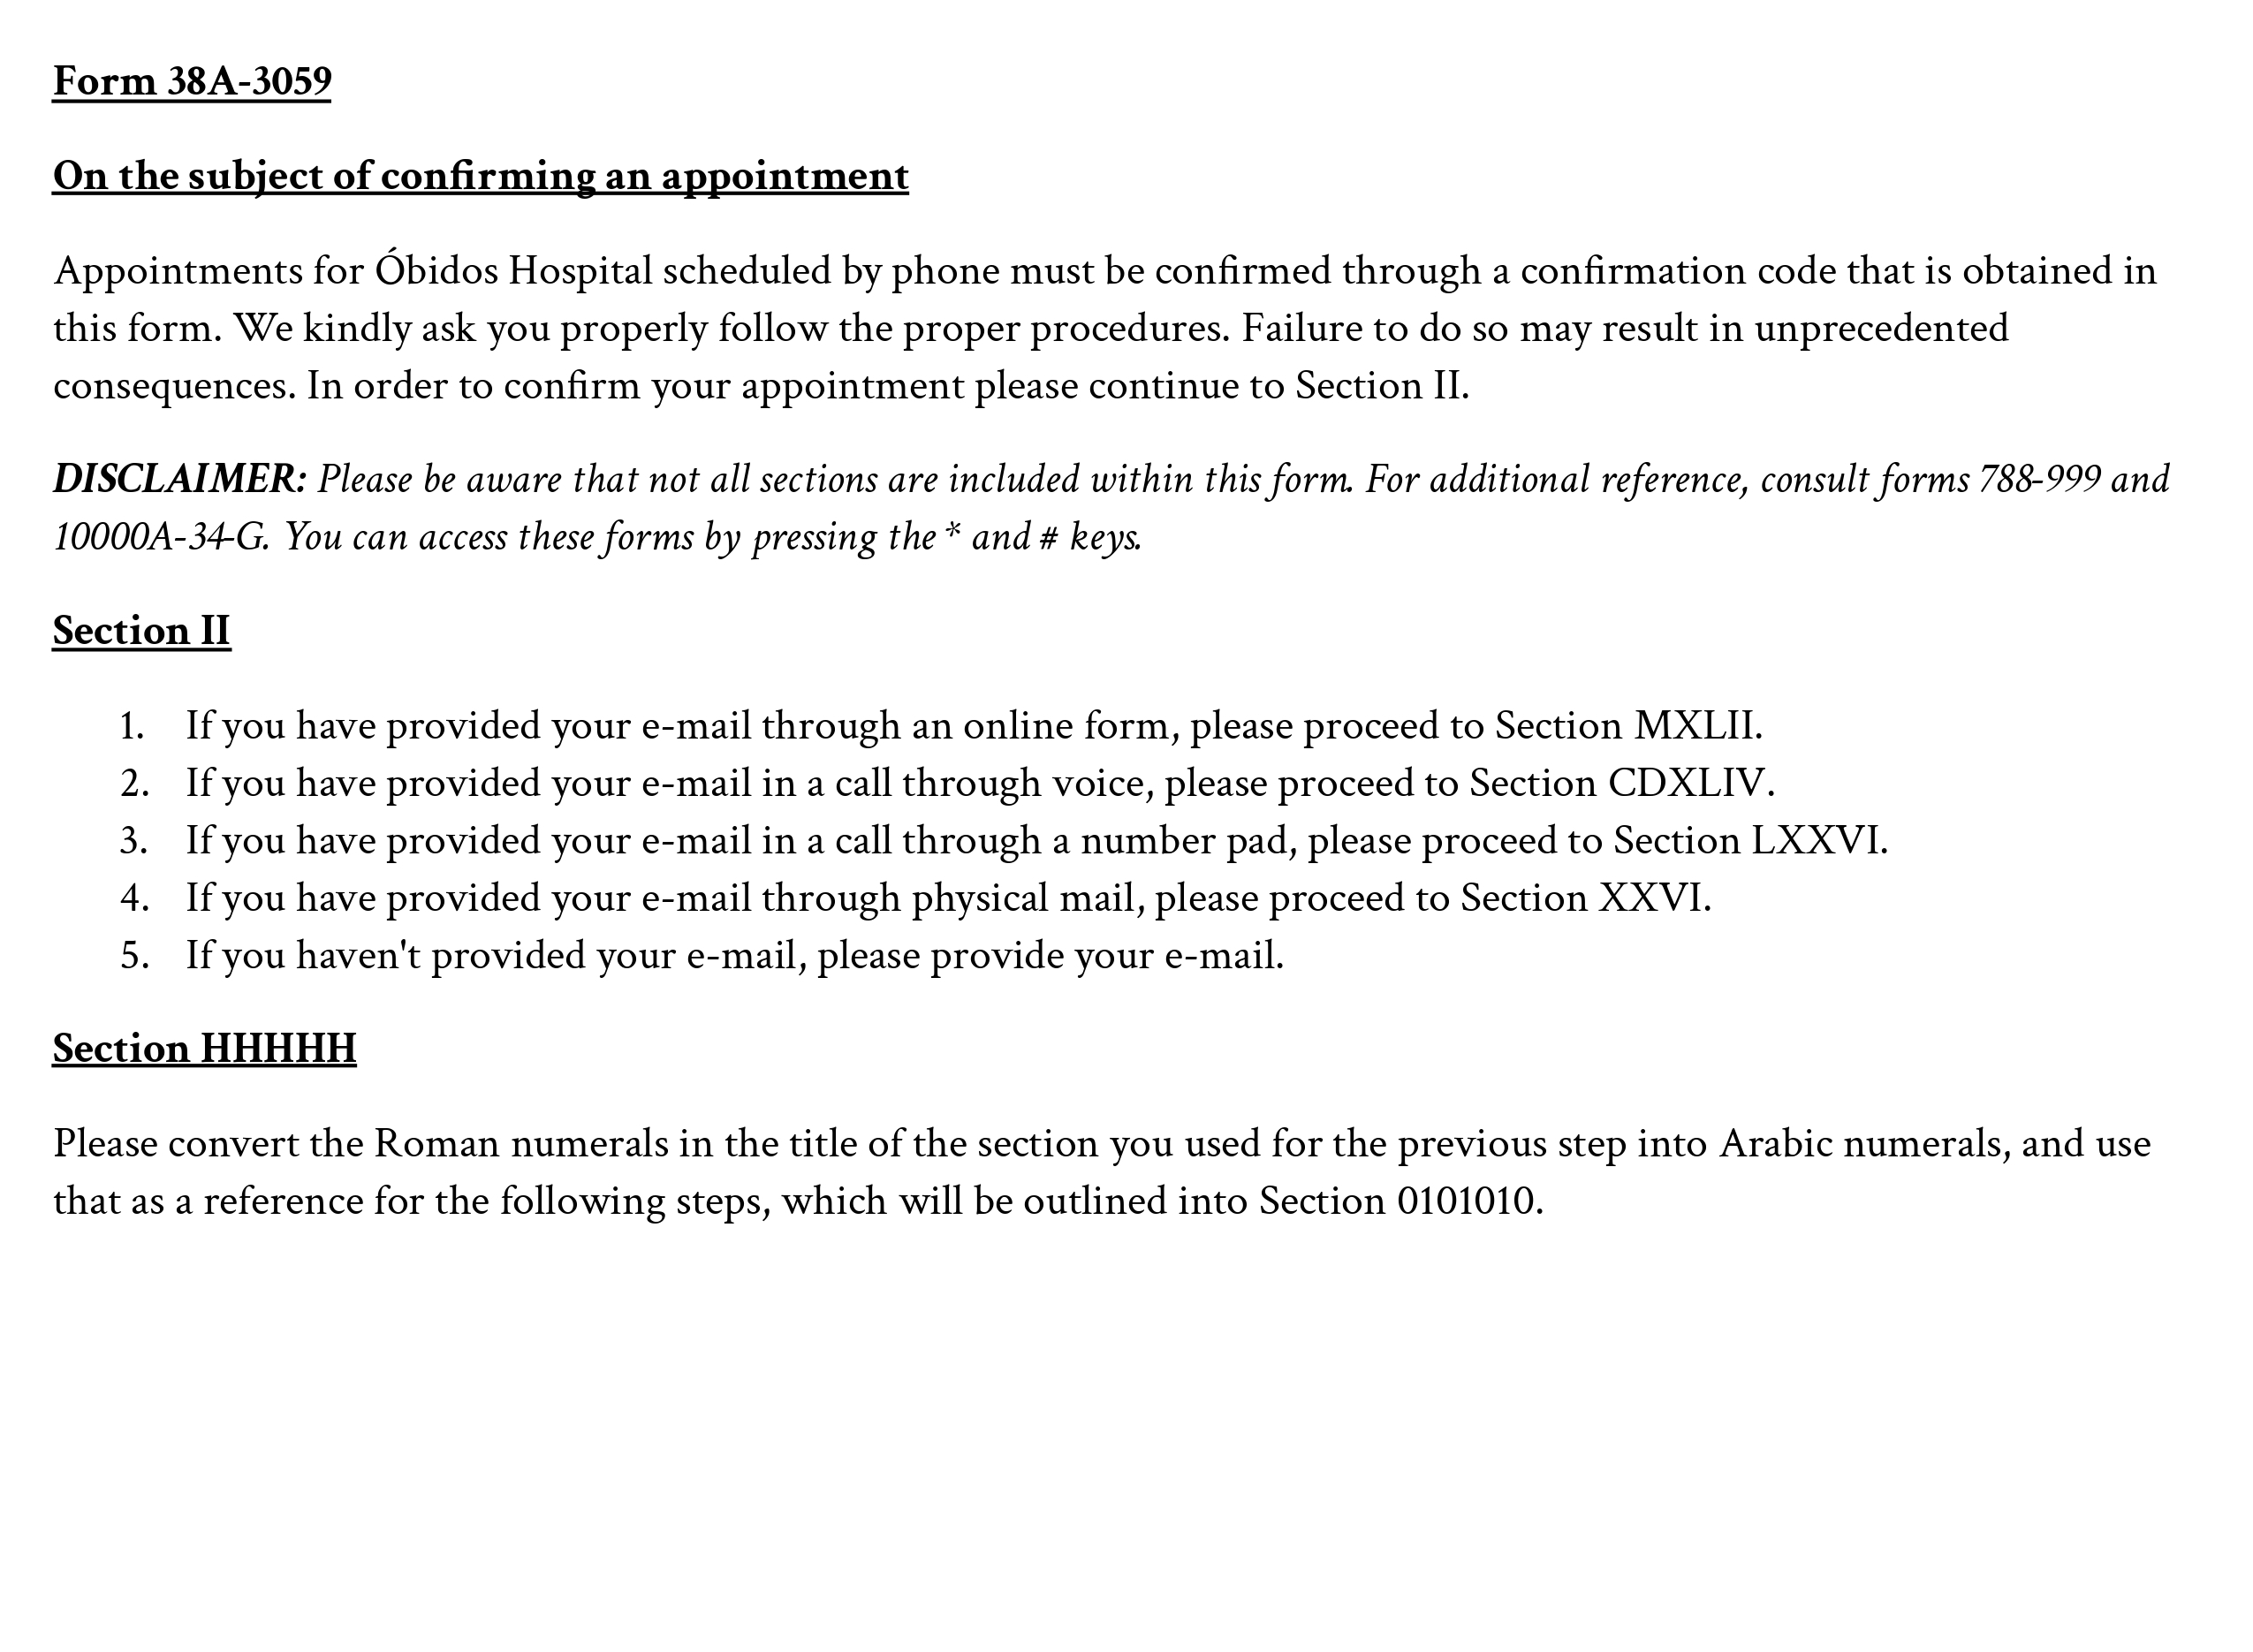 Form 38A-3059
On the subject of confirming an appointment
Appointments for Óbidos Hospital scheduled by phone must be confirmed through a confirmation code that is obtained in
this form. We kindly ask you properly follow the proper procedures. Failure to do so may result in unprecedented
consequences. In order to confirm your appointment please continue to Section II.
DISCLAIMER: Please be aware that not all sections are included within this form. For additional reference, consult forms 788-999 and
10000A-34-G. You can access these forms by pressing the * and # keys.
Section II
1. If you have provided your e-mail through an online form, please proceed to Section MXLII.
2. If you have provided your e-mail in a call through voice, please proceed to Section CDXLIV.
3. If you have provided your e-mail in a call through a number pad, please proceed to Section LXXVI.
4. If you have provided your e-mail through physical mail, please proceed to Section XXVI.
5. If you haven't provided your e-mail, please provide your e-mail.
Section HHHHH
Please convert the Roman numerals in the title of the section you used for the previous step into Arabic numerals, and use
that as a reference for the following steps, which will be outlined into Section 0101010.